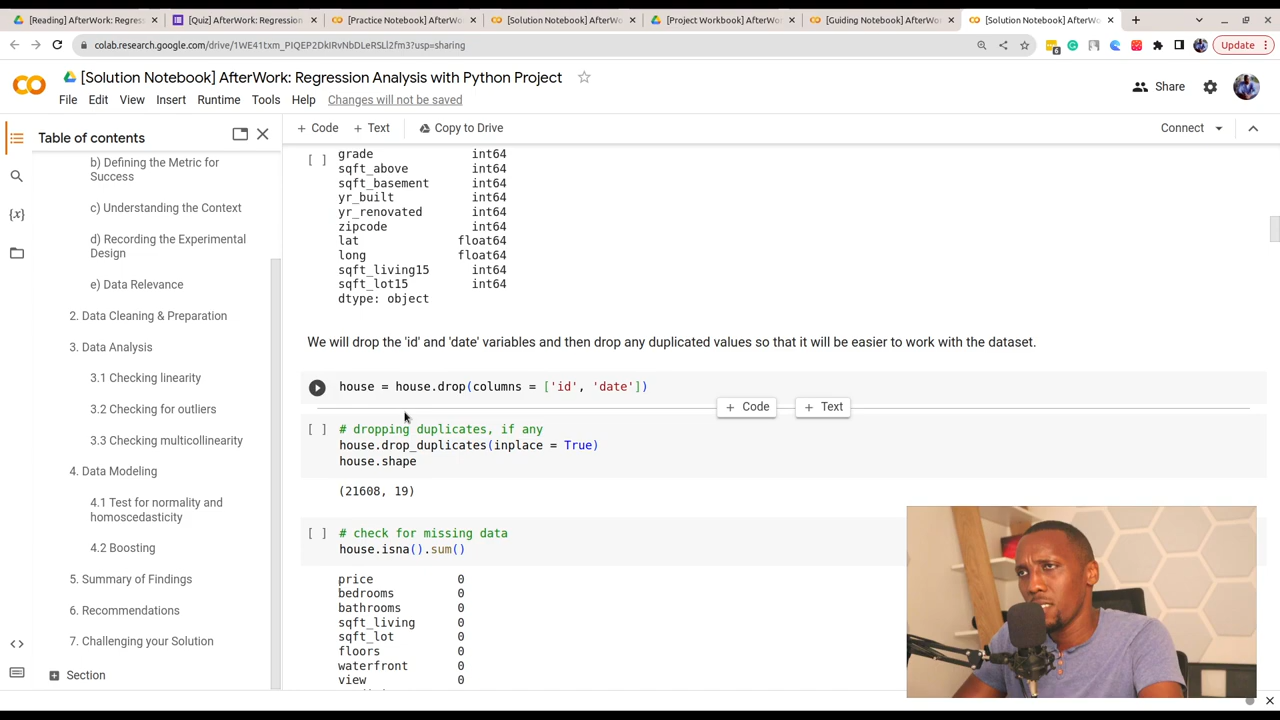 [Reading] AfterWork: Regress
[Quiz] AfterWork: Regression
[Practice Notebook] AfterWo
[Solution Notebook] AfterWo
[Project Workbook] AfterWo
[Guiding Notebook] AfterWo
[Solution Notebook] AfterWo
colab.research.google.com/drive/1WE41txm_PIQEP2DkIRvNbDLeRSLl2fm3?usp=sharing
6
Update
[Solution Notebook] AfterWork: Regression Analysis with Python Project
File Edit View Insert Runtime Tools Help Changes will not be saved
Share
Table of contents
+ Code + Text Copy to Drive
Connect
b) Defining the Metric for
Success
c) Understanding the Context
d) Recording the Experimental
Design
e) Data Relevance
2. Data Cleaning & Preparation
3. Data Analysis
3.1 Checking linearity
3.2 Checking for outliers
3.3 Checking multicollinearity
4. Data Modeling
4.1 Test for normality and
homoscedasticity
4.2 Boosting
5. Summary of Findings
6. Recommendations
7. Challenging your Solution
Section
{x}
[ ] grade int64
sqft_above int64
sqft_basement int64
yr_built int64
yr_renovated int64
zipcode int64
lat float64
long float64
sqft_living15 int64
sqft_lot15 int64
dtype: object
We will drop the 'id' and 'date' variables and then drop any duplicated values so that it will be easier to work with the dataset.
house = house.drop(columns = ['id', 'date'])
+ Code + Text
[ ] # dropping duplicates, if any
house.drop_duplicates(inplace = True)
house.shape
(21608, 19)
[ ] # check for missing data
house.isna().sum()
price 0
bedrooms 0
bathrooms 0
sqft_living 0
sqft_lot 0
floors 0
waterfront 0
view 0